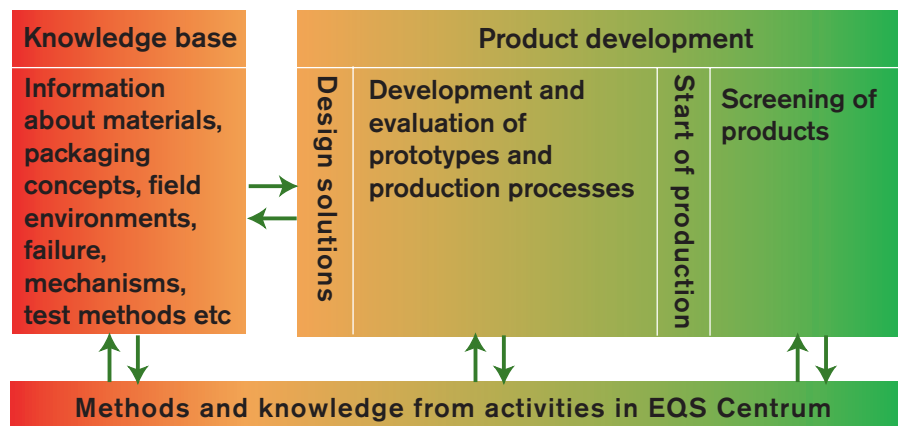 Knowledge base
Information
about materials,
packaging
concepts, field
environments,
failure,
mechanisms,
test methods etc
Product development
Design solutions
Development and
evaluation of
prototypes and
production processes
Start of production
Screening of
products
Methods and knowledge from activities in EQS Centrum